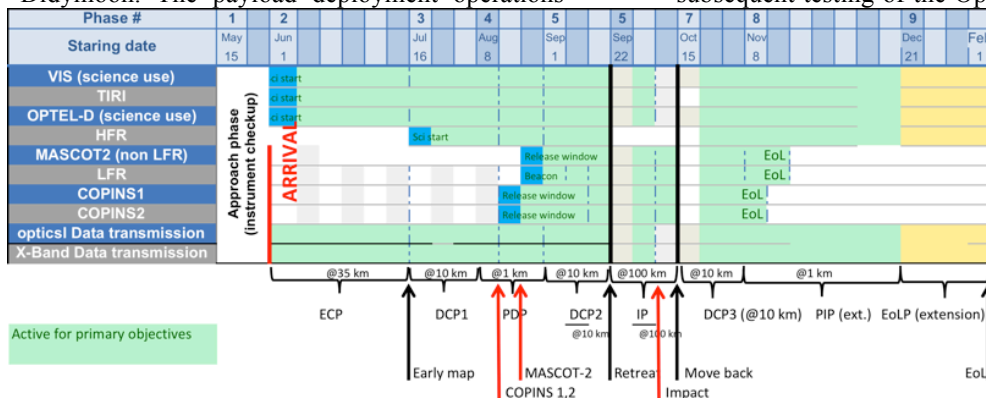 Didymoon. The payload deployment operations
subsequent testing of the Op
Phase # 1 2 3 4 5 5 7 8 9
Staring date May 15 Jun 1 Jul 16 Aug 8 Sep 1 Sep 22 Oct 15 Nov 8 Dec 21 Fel 1
VIS (science use) ci start
TIRI ci start
OPTEL-D (science use) ci start
HFR Sci start
MASCOT2 (non LFR) Release window EoL
LFR Beacon EoL
COPINS1 Release window EoL
COPINS2 Release window EoL
opticsl Data transmission
X-Band Data transmission
Approach phase
(instrument checkup)
ARRIVAL
@35 km @10 km @1 km @10 km @100 km @10 km @1 km
ECP DCP1 PDP DCP2 IP DCP3 (@10 km) PIP (ext.) EoLP (extension)
@10 km @100 km
Active for primary objectives
Early map MASCOT-2 Retreat Move back EoL
COPINS 1,2 Impact